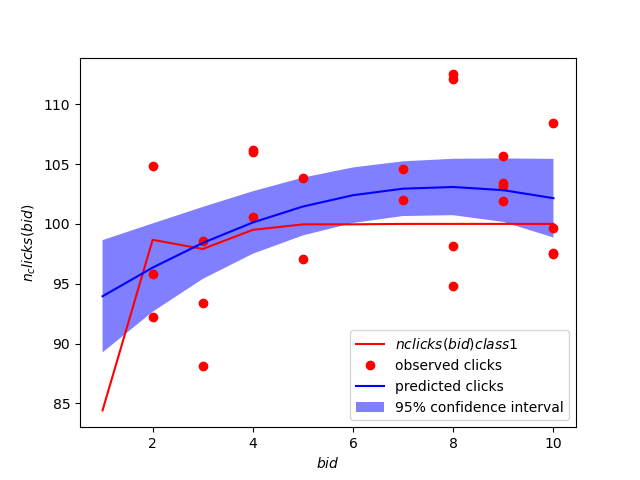 110
105
100
95
90
85
n_clicks(bid)
nclicks(bid)class1
observed clicks
predicted clicks
95% confidence interval
2 4 6 8 10
bid